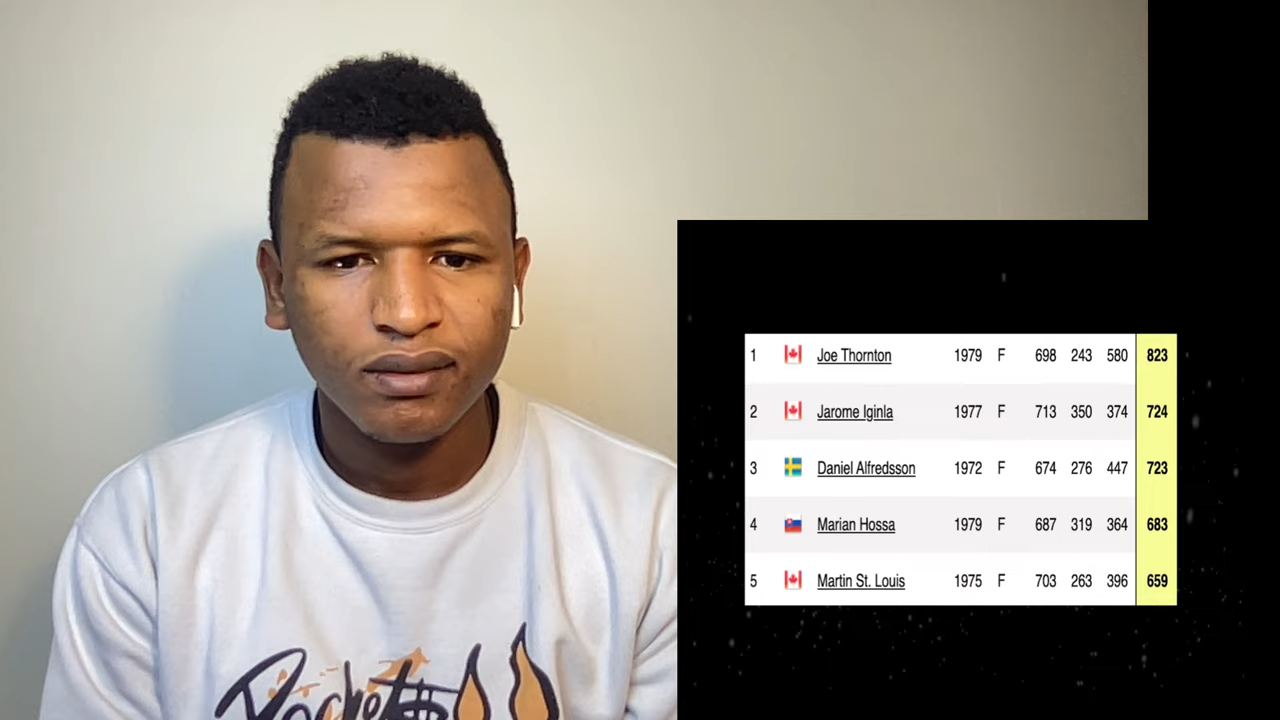 1 Joe Thornton 1979 F 698 243 580 823
2 Jarome Iginla 1977 F 713 350 374 724
3 Daniel Alfredsson 1972 F 674 276 447 723
4 Marian Hossa 1979 F 687 319 364 683
5 Martin St. Louis 1975 F 703 263 396 659
Rocket$